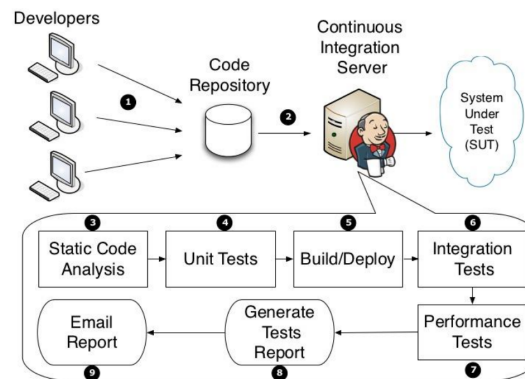 Developers
Code
Repository
Continuous
Integration
Server
System
Under
Test
(SUT)
1
2
3
4
5
6
Static Code
Analysis
Unit Tests
Build/Deploy
Integration
Tests
Email
Report
Generate
Tests
Report
Performance
Tests
9
8
7